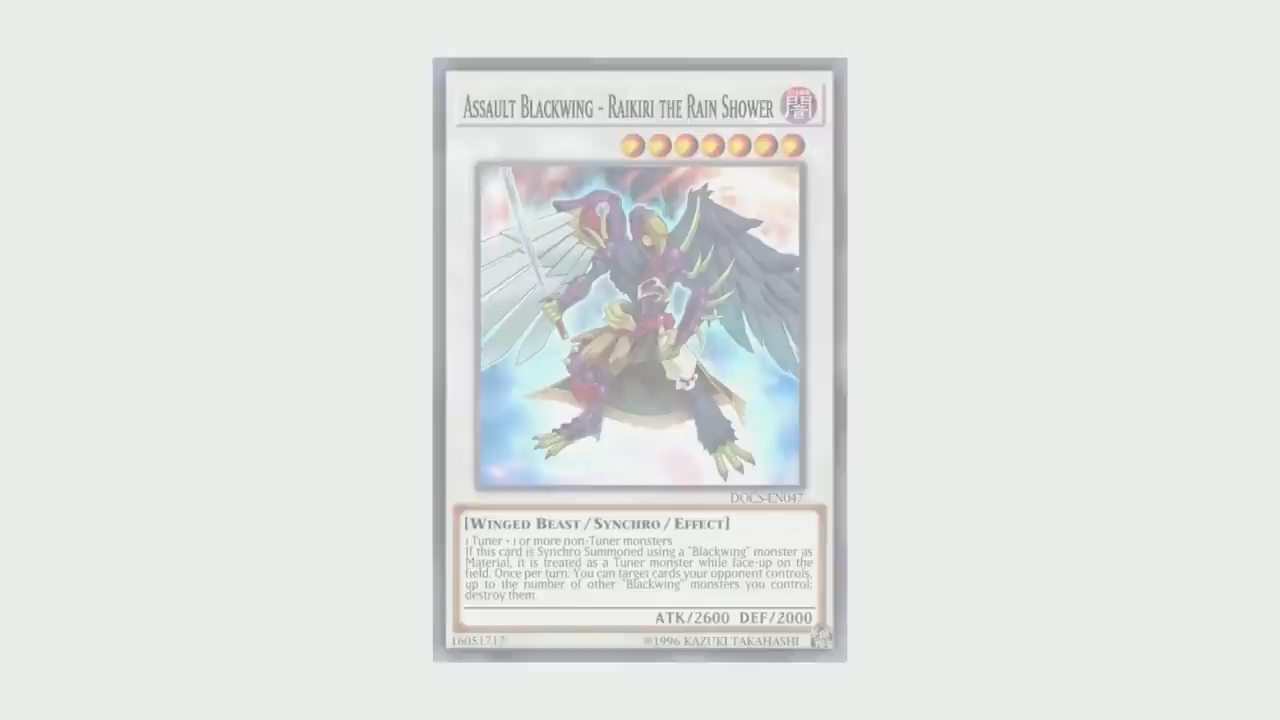 ASSAULT BLACKWING - RAIKIRI THE RAIN SHOWER
闇
DOCS-EN047
[WINGED BEAST / SYNCHRO / EFFECT]
1 Tuner + 1 or more non-Tuner monsters
If this card is Synchro Summoned using a "Blackwing" monster as
Material, it is treated as a Tuner monster while face-up on the
field. Once per turn: You can target cards your opponent controls,
up to the number of other "Blackwing" monsters you control;
destroy them.
ATK/2600 DEF/2000
16051717
©1996 KAZUKI TAKAHASHI